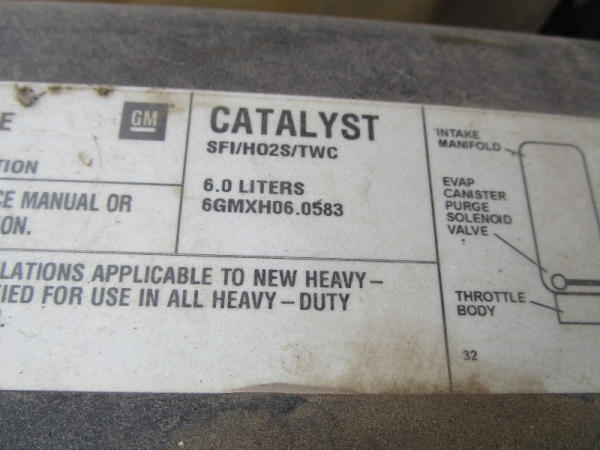 E
GM
TION
CE MANUAL OR
ON.
CATALYST
SFI/HO2S/TWC
6.0 LITERS
6GMXH06.0583
LATIONS APPLICABLE TO NEW HEAVY-
IED FOR USE IN ALL HEAVY-DUTY
INTAKE
MANIFOLD
EVAP
CANISTER
PURGE
SOLENOID
VALVE
THROTTLE
BODY
32